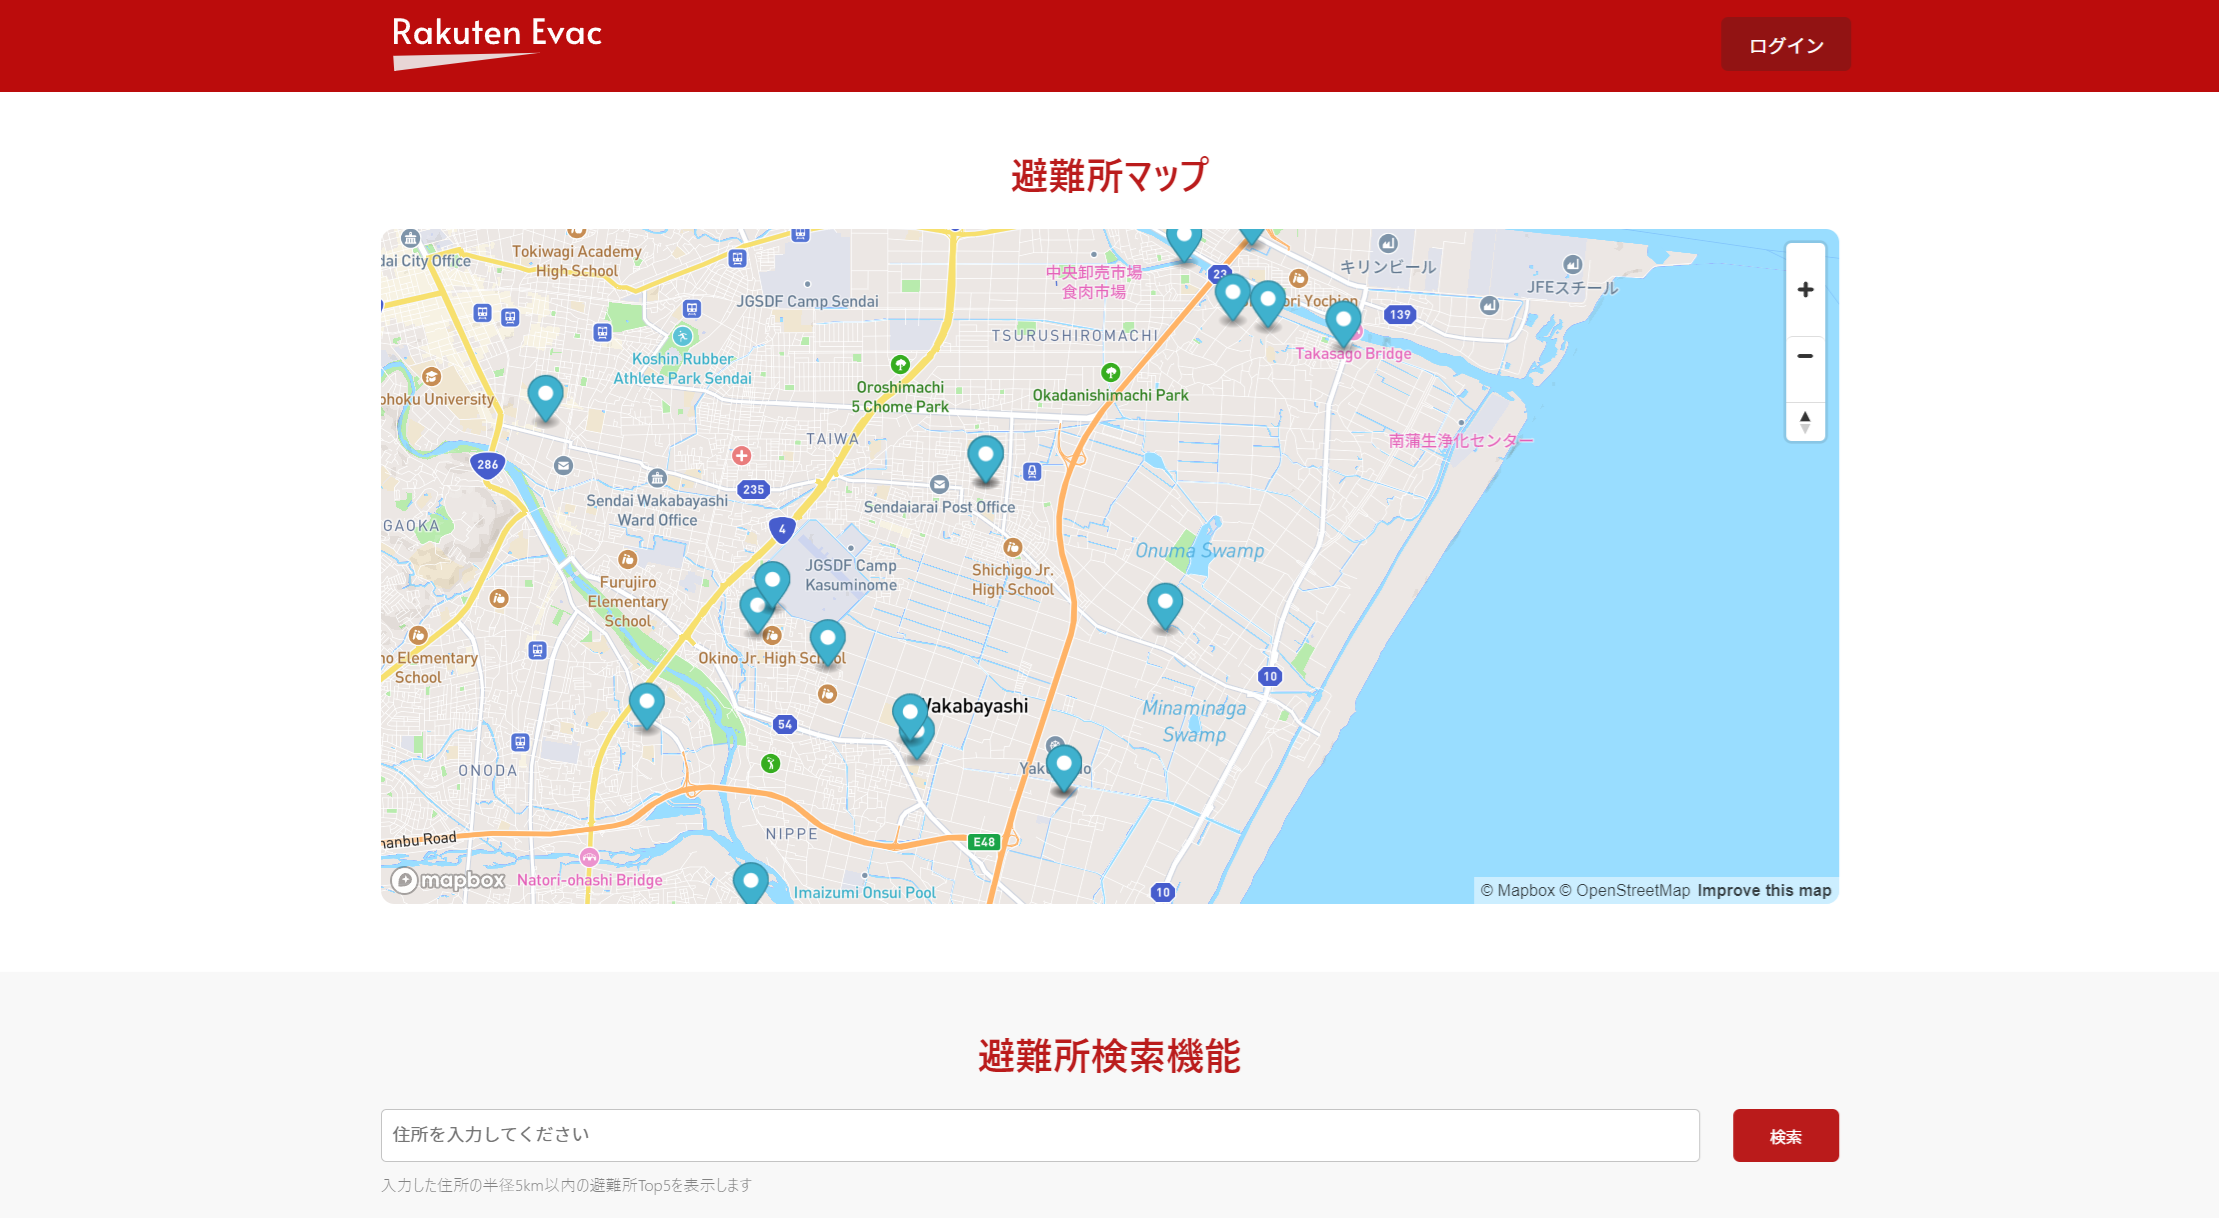 Rakuten Evac
ログイン
避難所マップ
dai City Office
Tokiwagi Academy
High School
JGSDF Camp Sendai
中央卸売市場
食肉市場
23
キリンビール
JFEスチール
139
Takasago Bridge
TSURUSHIROMACHI
Koshin Rubber
Athlete Park Sendai
ohoku University
Oroshimachi
5 Chome Park
Okadanishimachi Park
TAIWA
南蒲生浄化センター
286
235
Sendai Wakabayashi
Ward Office
Sendaiarai Post Office
GAOKA
4
JGSDF Camp
Kasuminome
Shichigo Jr.
High School
Onuma Swamp
Furujiro
Elementary
School
no Elementary
School
Okino Jr. High School
10
54
Wakabayashi
Minaminaga
Swamp
ONODA
NIPPE
nanbu Road
E48
mapbox
Natori-ohashi Bridge
Imaizumi Onsui Pool
10
© Mapbox © OpenStreetMap Improve this map
避難所検索機能
住所を入力してください
検索
入力した住所の半径5km以内の避難所Top5を表示します